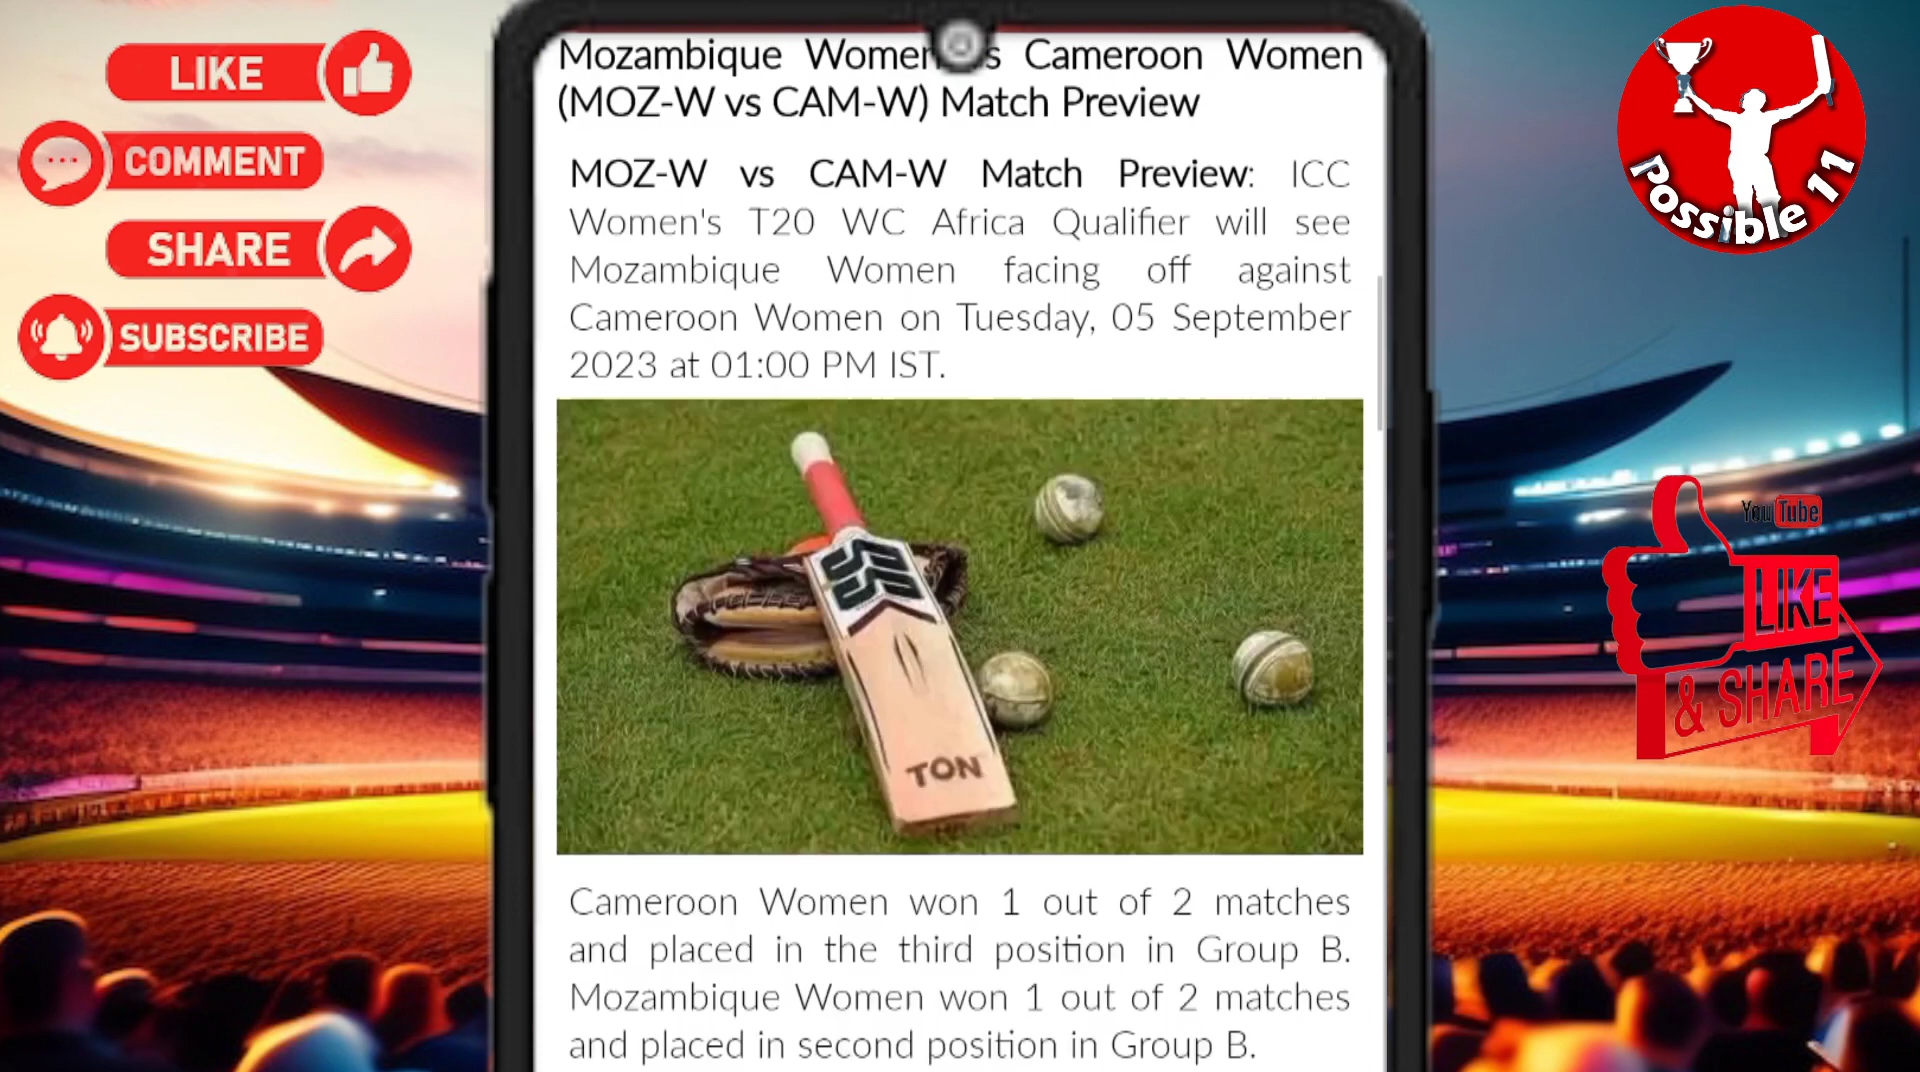 LIKE
COMMENT
SHARE
SUBSCRIBE
Mozambique Women s Cameroon Women
(MOZ-W vs CAM-W) Match Preview
MOZ-W vs CAM-W Match Preview: ICC
Women's T20 WC Africa Qualifier will see
Mozambique Women facing off against
Cameroon Women on Tuesday, 05 September
2023 at 01:00 PM IST.
SS
TON
Cameroon Women won 1 out of 2 matches
and placed in the third position in Group B.
Mozambique Women won 1 out of 2 matches
and placed in second position in Group B.
Possible 11
YouTube
LIKE
& SHARE